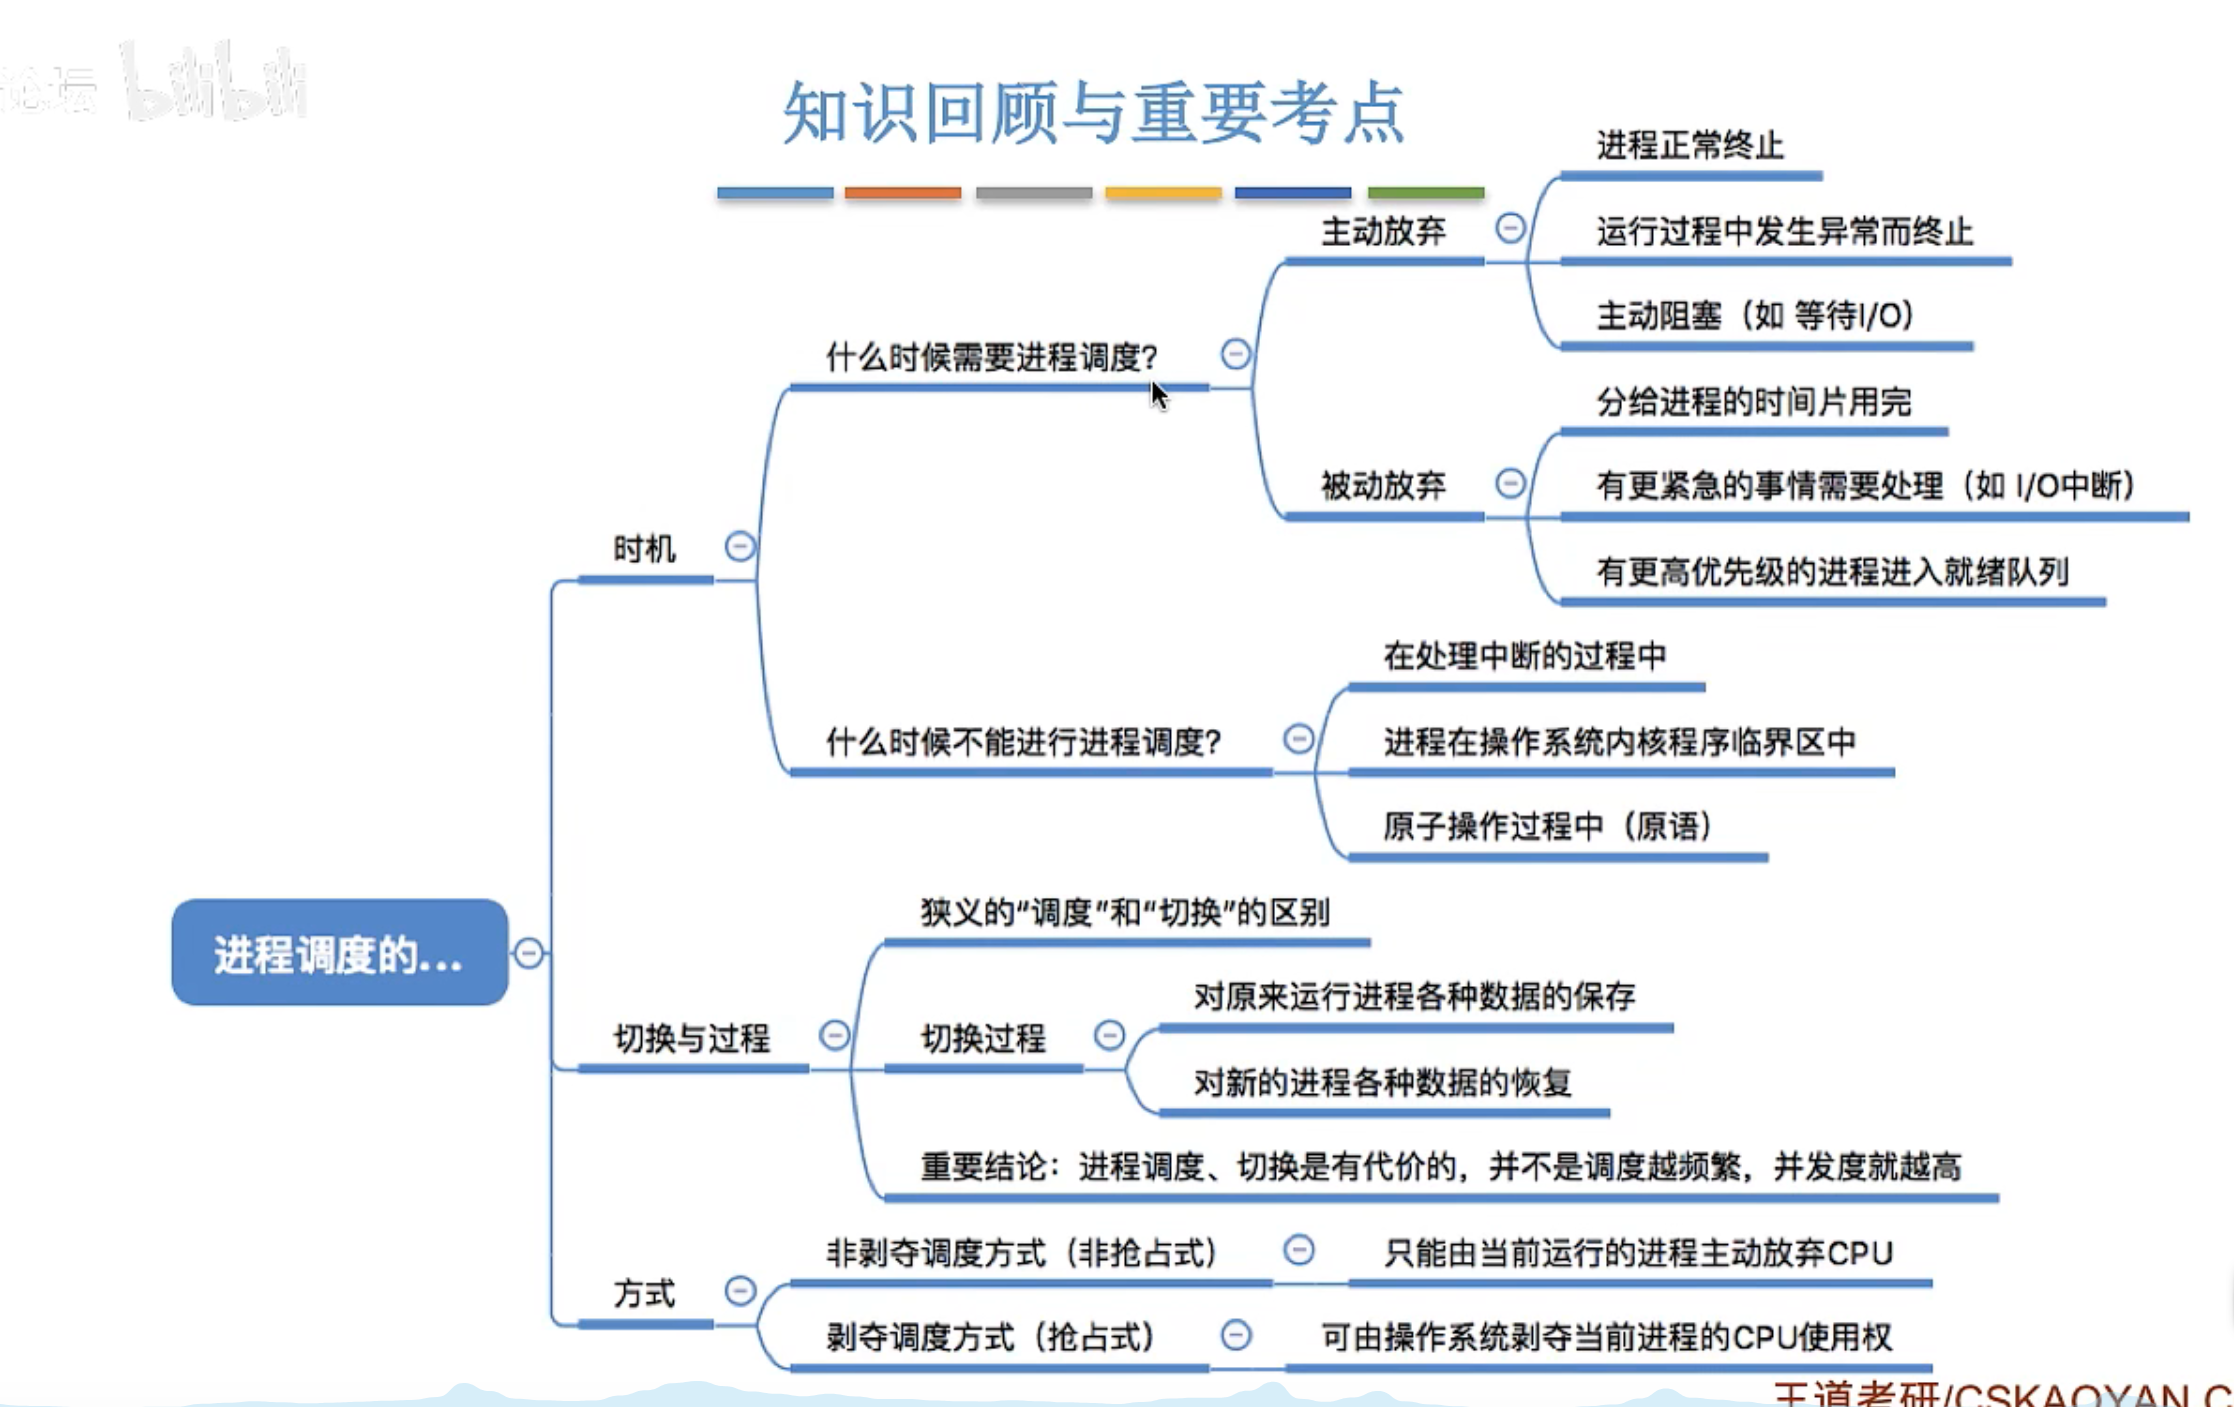 论坛 bilibili
知识回顾与重要考点
进程正常终止
主动放弃
运行过程中发生异常而终止
主动阻塞（如 等待I/O）
什么时候需要进程调度?
分给进程的时间片用完
被动放弃
有更紧急的事情需要处理（如 I/O中断）
有更高优先级的进程进入就绪队列
时机
在处理中断的过程中
什么时候不能进行进程调度?
进程在操作系统内核程序临界区中
原子操作过程中（原语）
进程调度的...
狭义的“调度”和“切换”的区别
切换与过程
切换过程
对原来运行进程各种数据的保存
对新的进程各种数据的恢复
重要结论：进程调度、切换是有代价的，并不是调度越频繁，并发度就越高
方式
非剥夺调度方式（非抢占式）
只能由当前运行的进程主动放弃CPU
剥夺调度方式（抢占式）
可由操作系统剥夺当前进程的CPU使用权
王道考研/CSKAOYAN.C